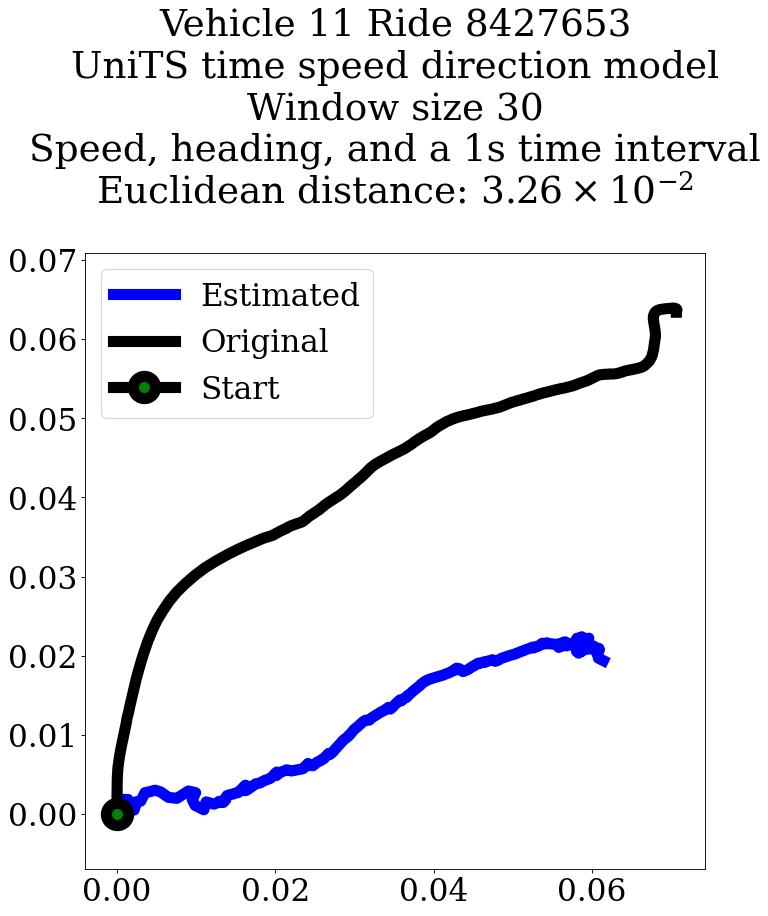 Vehicle 11 Ride 8427653
UniTS time speed direction model
Window size 30
Speed, heading, and a 1s time interval
Euclidean distance: 3.26 × 10⁻²
0.07
0.06
0.05
0.04
0.03
0.02
0.01
0.00
Estimated
Original
Start
0.00 0.02 0.04 0.06